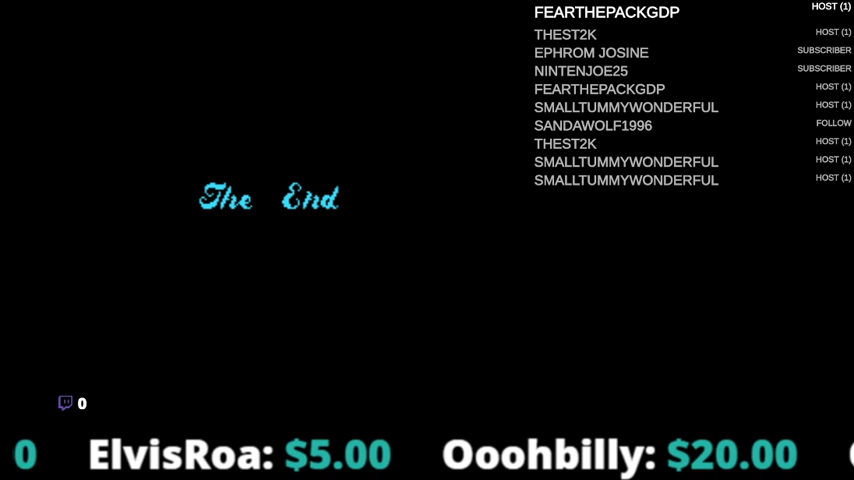 FEARTHEPACKGDP HOST (1)
THEST2K HOST (1)
EPHROM JOSINE SUBSCRIBER
NINTENJOE25 SUBSCRIBER
FEARTHEPACKGDP HOST (1)
SMALLTUMMYWONDERFUL HOST (1)
SANDAWOLF1996 FOLLOW
THEST2K HOST (1)
SMALLTUMMYWONDERFUL HOST (1)
SMALLTUMMYWONDERFUL HOST (1)
The End
0
0 ElvisRoa: $5.00 Ooohbilly: $20.00